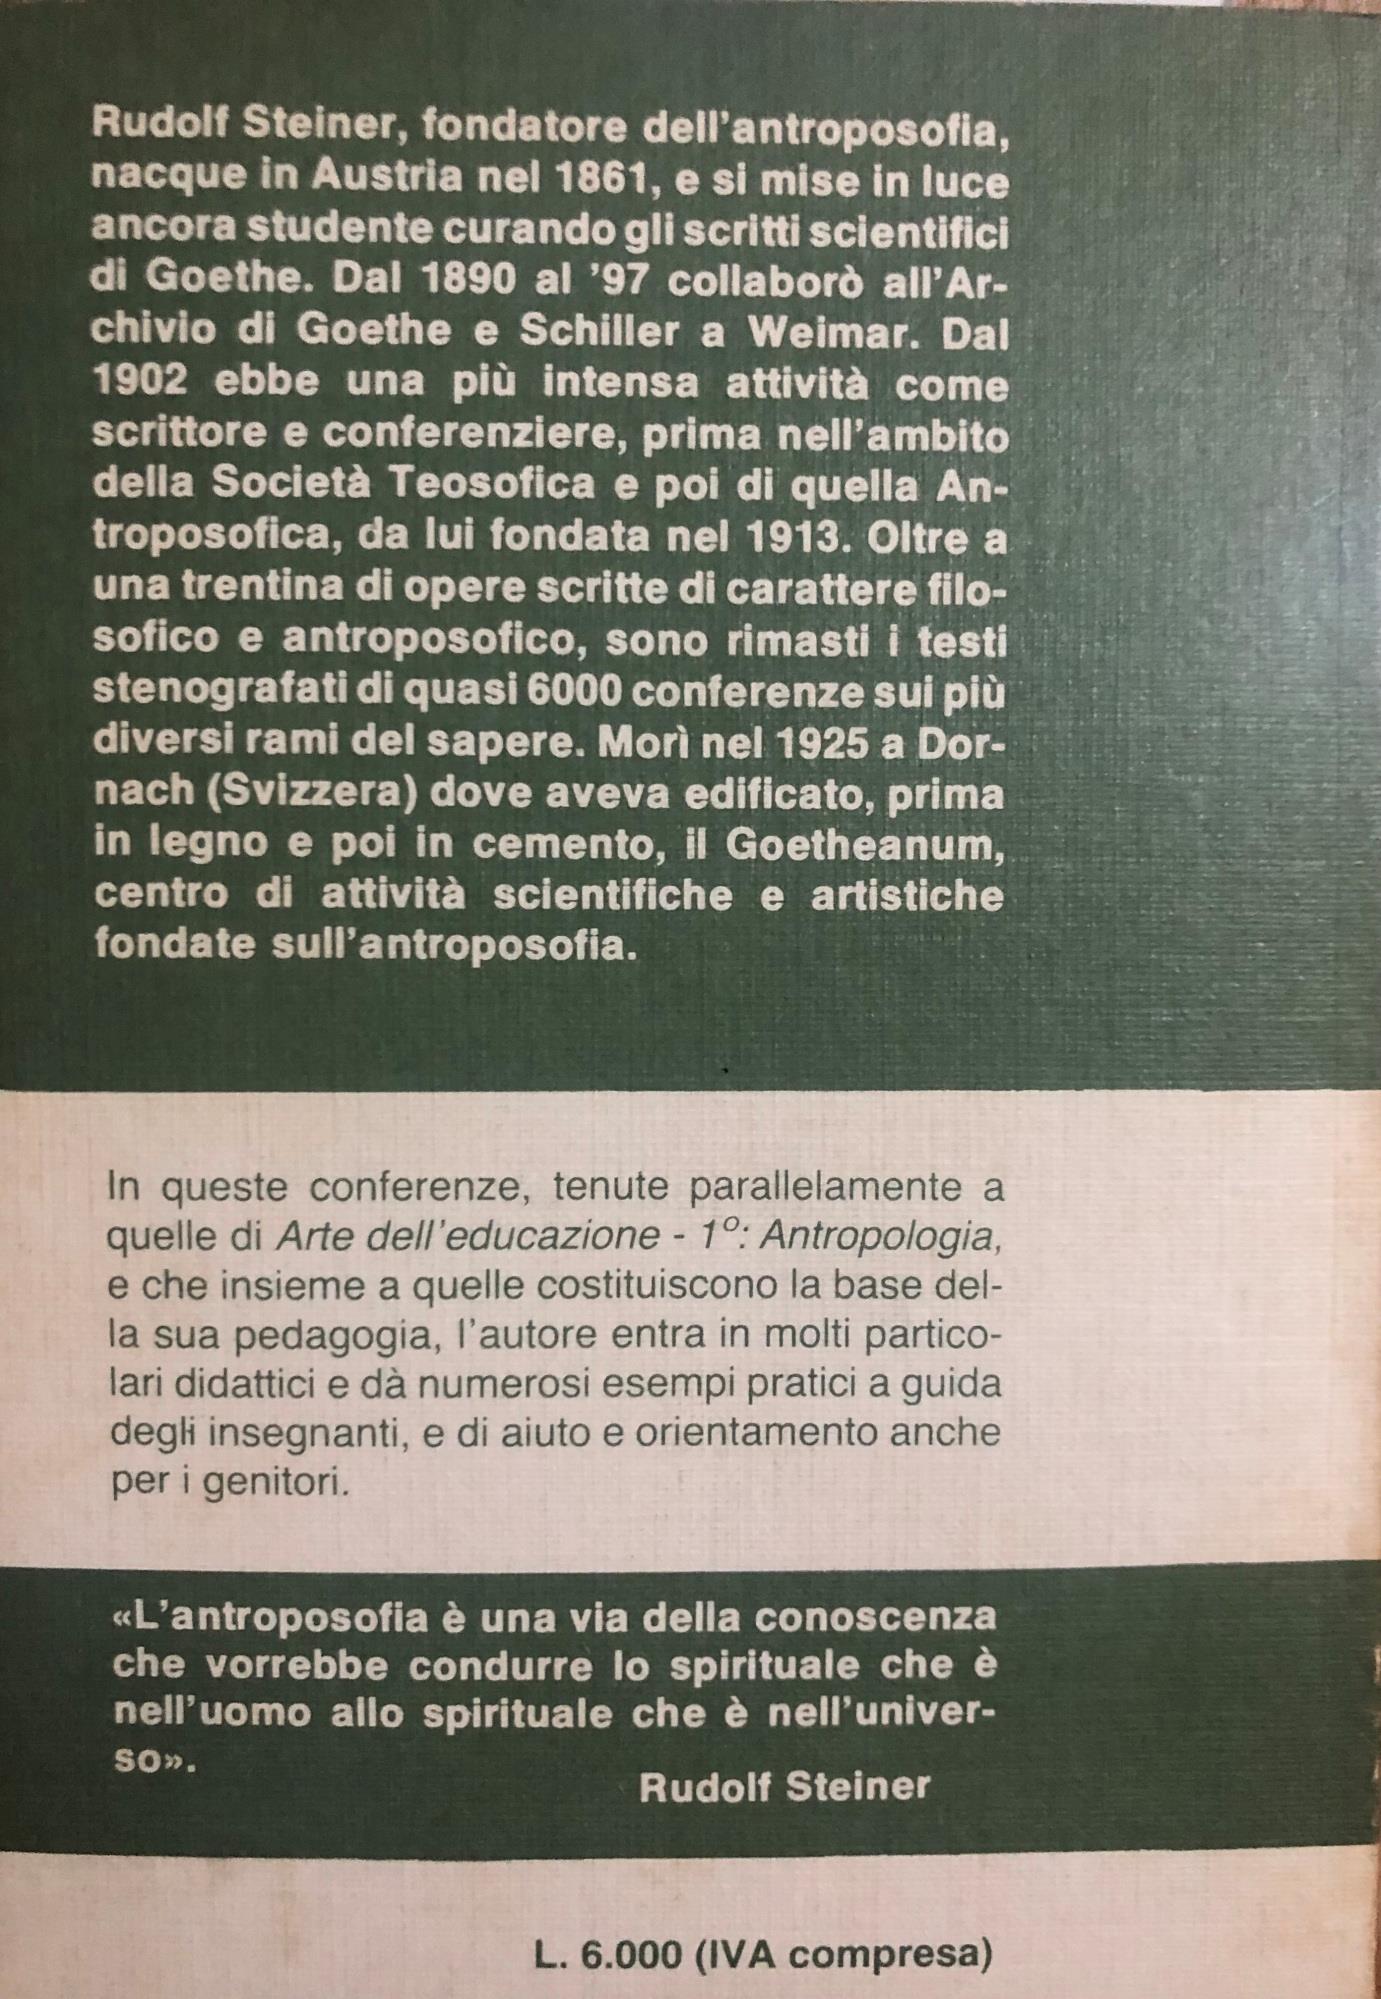 Rudolf Steiner, fondatore dell'antroposofia,
nacque in Austria nel 1861, e si mise in luce
ancora studente curando gli scritti scientifici
di Goethe. Dal 1890 al '97 collaborò all'Ar-
chivio di Goethe e Schiller a Weimar. Dal
1902 ebbe una più intensa attività come
scrittore e conferenziere, prima nell'ambito
della Società Teosofica e poi di quella An-
troposofica, da lui fondata nel 1913. Oltre a
una trentina di opere scritte di carattere filo-
sofico e antroposofico, sono rimasti i testi
stenografati di quasi 6000 conferenze sui più
diversi rami del sapere. Morì nel 1925 a Dor-
nach (Svizzera) dove aveva edificato, prima
in legno e poi in cemento, il Goetheanum,
centro di attività scientifiche e artistiche
fondate sull'antroposofia.
In queste conferenze, tenute parallelamente a
quelle di Arte dell'educazione - 1º: Antropologia,
e che insieme a quelle costituiscono la base del-
la sua pedagogia, l'autore entra in molti partico-
lari didattici e dà numerosi esempi pratici a guida
degli insegnanti, e di aiuto e orientamento anche
per i genitori.
«L'antroposofia è una via della conoscenza
che vorrebbe condurre lo spirituale che è
nell'uomo allo spirituale che è nell'univer-
so».
Rudolf Steiner
L. 6.000 (IVA compresa)